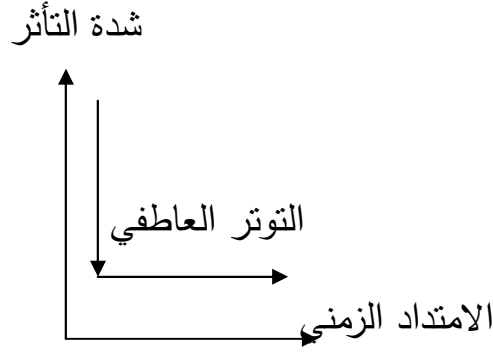 شدة التأثر
التوتر العاطفي
الامتداد الزمني